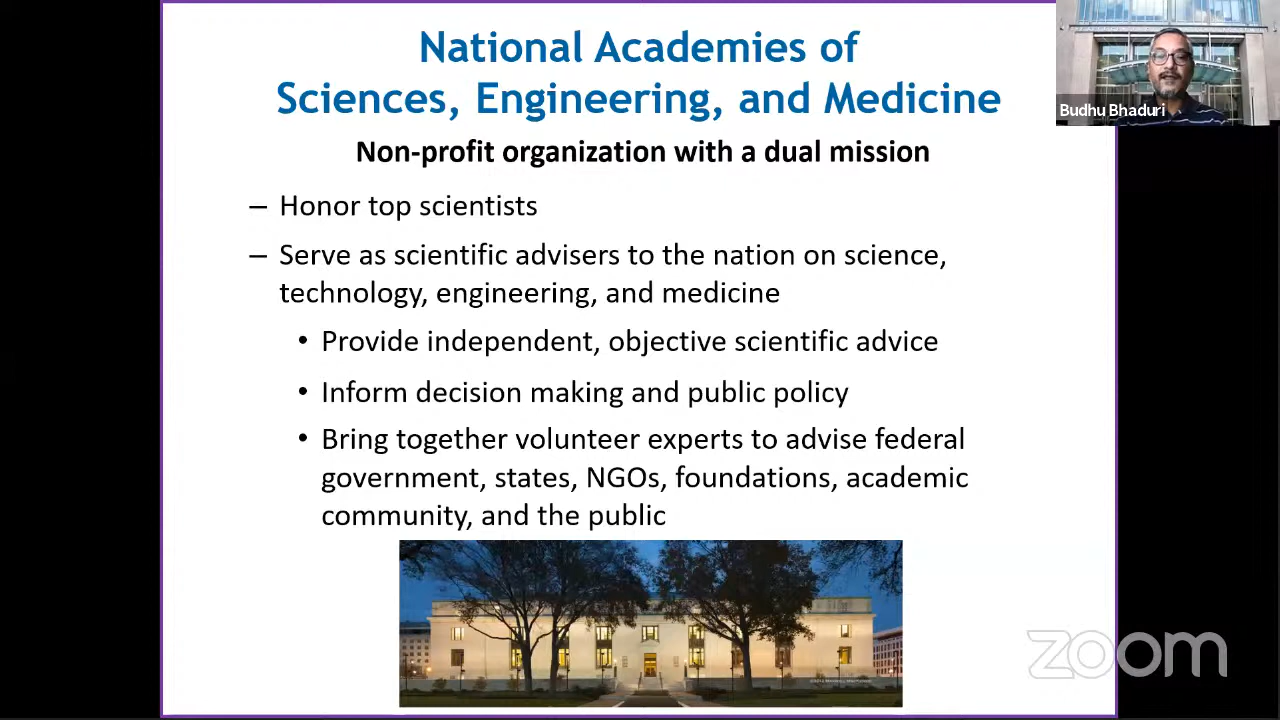 National Academies of
Sciences, Engineering, and Medicine
Non-profit organization with a dual mission
– Honor top scientists
– Serve as scientific advisers to the nation on science,
technology, engineering, and medicine
• Provide independent, objective scientific advice
• Inform decision making and public policy
• Bring together volunteer experts to advise federal
government, states, NGOs, foundations, academic
community, and the public
Budhu Bhaduri
zoom